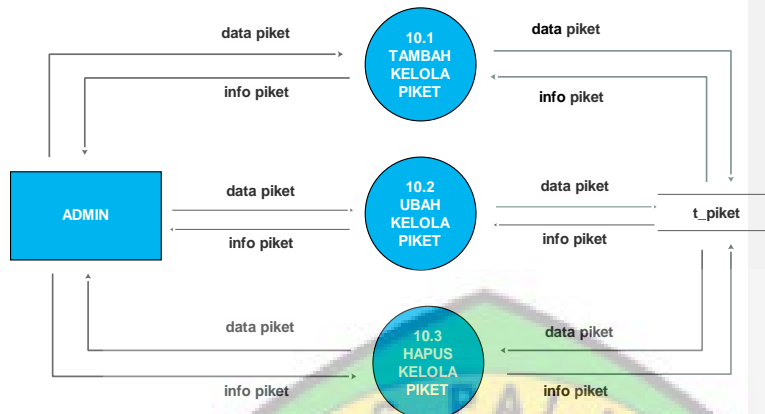 data piket
data piket
10.1
TAMBAH
KELOLA
PIKET
info piket
info piket
ADMIN
data piket
info piket
10.2
UBAH
KELOLA
PIKET
data piket
info piket
t_piket
data piket
info piket
10.3
HAPUS
KELOLA
PIKET
data piket
info piket